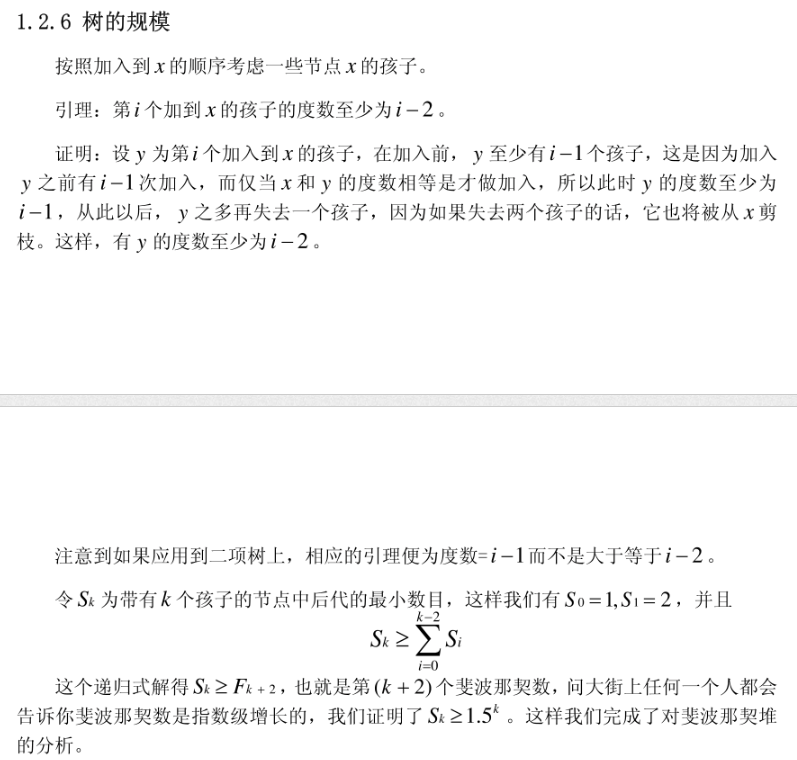 1.2.6 树的规模
按照加入到 x 的顺序考虑一些节点 x 的孩子。
引理：第 i 个加到 x 的孩子的度数至少为 i－2。
证明：设 y 为第 i 个加入到 x 的孩子，在加入前， y 至少有 i－1 个孩子，这是因为加入
y 之前有 i－1 次加入，而仅当 x 和 y 的度数相等是才做加入，所以此时 y 的度数至少为
i－1，从此以后， y 之多再失去一个孩子，因为如果失去两个孩子的话，它也将被从 x 剪
枝。这样，有 y 的度数至少为 i－2。
注意到如果应用到二项树上，相应的引理便为度数=i－1 而不是大于等于 i－2。
令 Sk 为带有 k 个孩子的节点中后代的最小数目，这样我们有 S0 = 1, S1 = 2，并且
Sk ≥ ∑_{i=0}^{k−2} Si
这个递归式解得 Sk ≥ Fk + 2，也就是第 (k + 2) 个斐波那契数，问大街上任何一个人都会
告诉你斐波那契数是指数级增长的，我们证明了 Sk ≥ 1.5^k 。这样我们完成了对斐波那契堆
的分析。